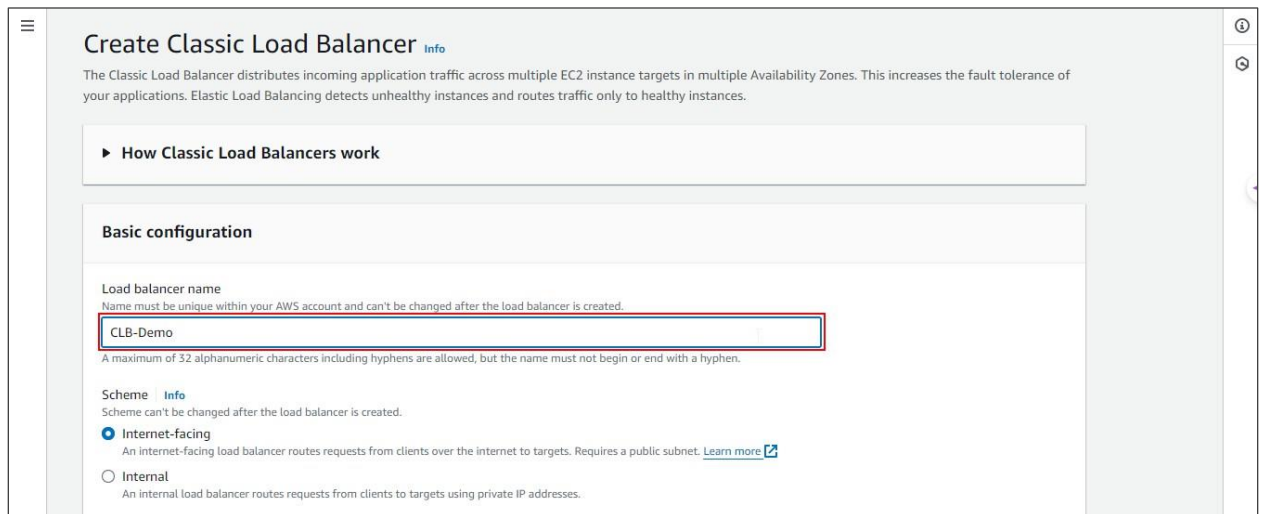 Create Classic Load Balancer Info
The Classic Load Balancer distributes incoming application traffic across multiple EC2 instance targets in multiple Availability Zones. This increases the fault tolerance of
your applications. Elastic Load Balancing detects unhealthy instances and routes traffic only to healthy instances.
How Classic Load Balancers work
Basic configuration
Load balancer name
Name must be unique within your AWS account and can't be changed after the load balancer is created.
CLB-Demo
A maximum of 32 alphanumeric characters including hyphens are allowed, but the name must not begin or end with a hyphen.
Scheme Info
Scheme can't be changed after the load balancer is created.
Internet-facing
An internet-facing load balancer routes requests from clients over the internet to targets. Requires a public subnet. Learn more
Internal
An internal load balancer routes requests from clients to targets using private IP addresses.